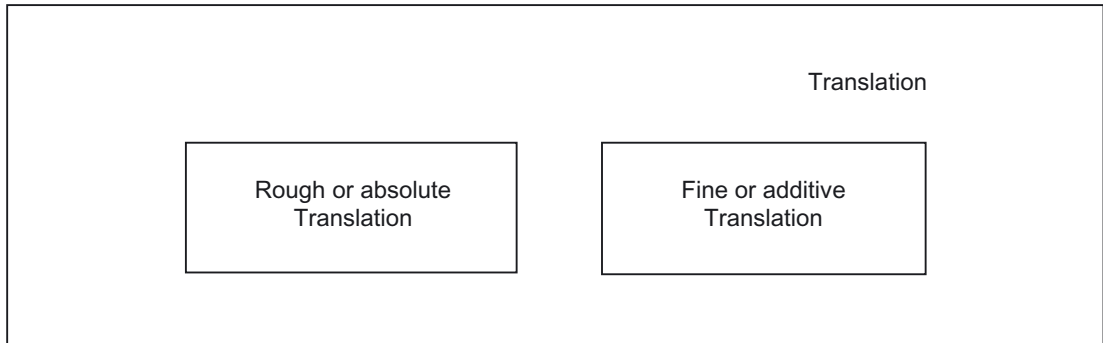 Translation
Rough or absolute
Translation
Fine or additive
Translation